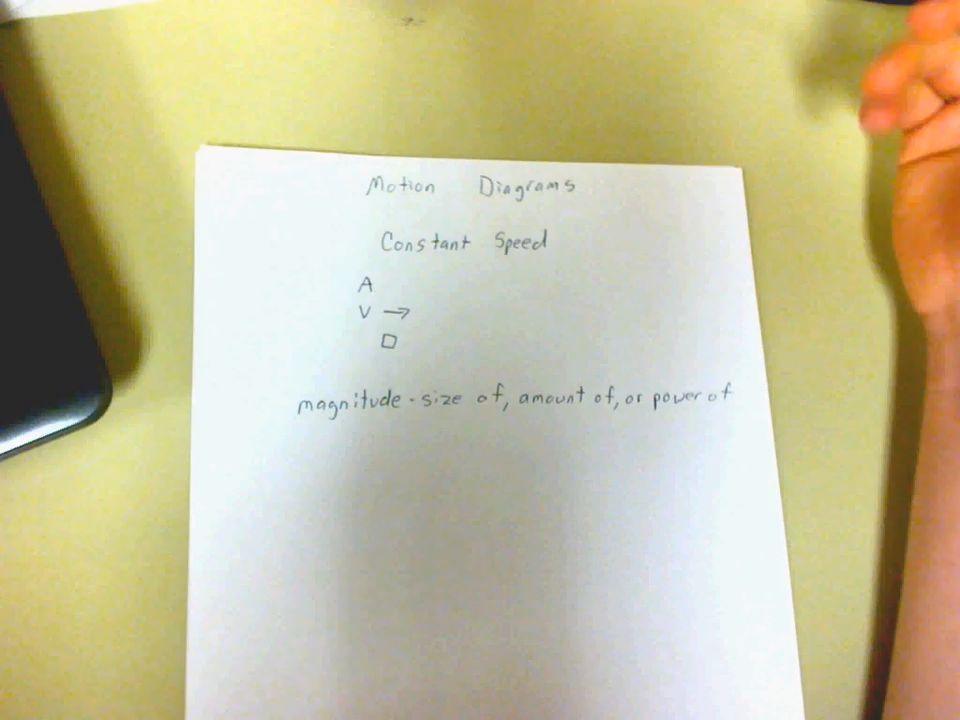 Motion Diagrams
Constant Speed
A
V →
□
magnitude - size of, amount of, or power of